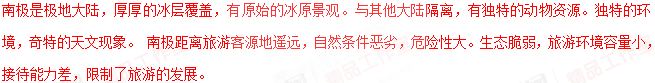 南极是极地大陆，厚厚的冰层覆盖，有原始的冰原景观。与其他大陆隔离，有独特的动物资源。独特的环
境，奇特的天文现象。 南极距离旅游客源地遥远，自然条件恶劣，危险性大。生态脆弱，旅游环境容量小，
接待能力差，限制了旅游的发展。